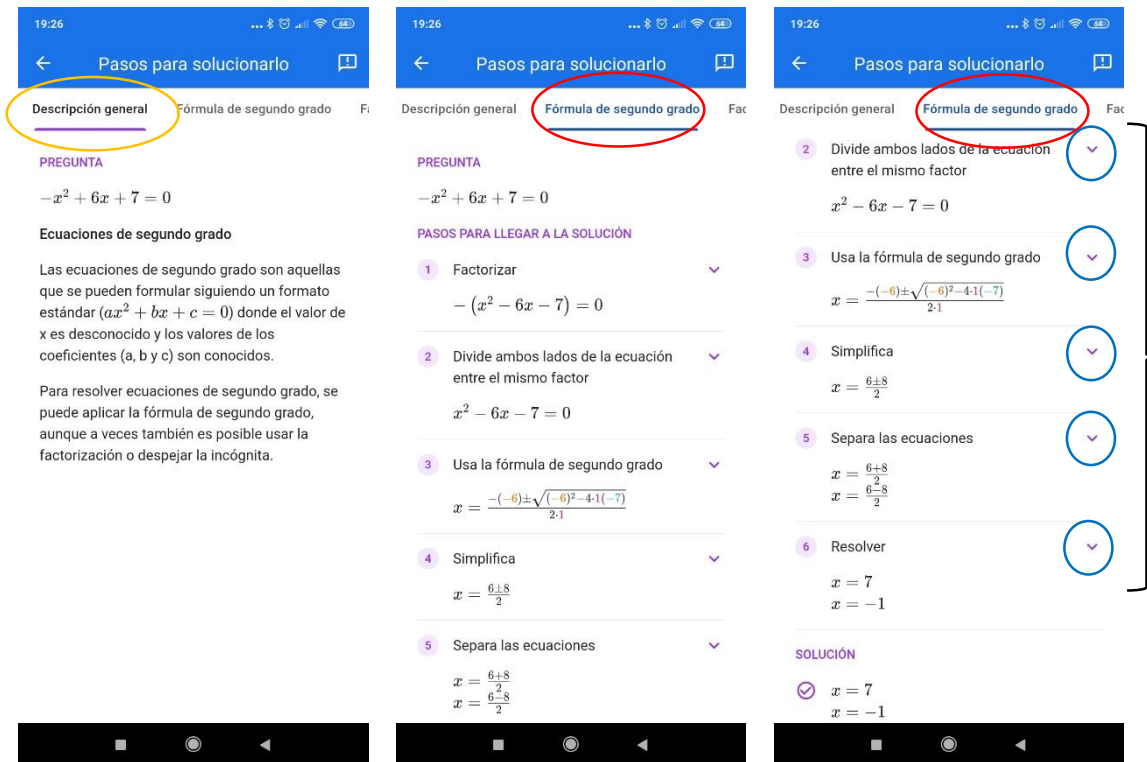 19:26
64
Pasos para solucionarlo
Descripción general Fórmula de segundo grado Fa
PREGUNTA
−x² + 6x + 7 = 0
Ecuaciones de segundo grado
Las ecuaciones de segundo grado son aquellas
que se pueden formular siguiendo un formato
estándar (ax² + bx + c = 0) donde el valor de
x es desconocido y los valores de los
coeficientes (a, b y c) son conocidos.
Para resolver ecuaciones de segundo grado, se
puede aplicar la fórmula de segundo grado,
aunque a veces también es posible usar la
factorización o despejar la incógnita.
19:26
64
Pasos para solucionarlo
Descripción general Fórmula de segundo grado Fac
PREGUNTA
−x² + 6x + 7 = 0
PASOS PARA LLEGAR A LA SOLUCIÓN
1 Factorizar
−(x² − 6x − 7) = 0
2 Divide ambos lados de la ecuación
entre el mismo factor
x² − 6x − 7 = 0
3 Usa la fórmula de segundo grado
x = −(−6)±√(−6)²−4·1(−7) / 2·1
4 Simplifica
x = 6±8 / 2
5 Separa las ecuaciones
x = 6+8 / 2
x = 6−8 / 2
19:26
64
Pasos para solucionarlo
Descripción general Fórmula de segundo grado Fac
2 Divide ambos lados de la ecuación
entre el mismo factor
x² − 6x − 7 = 0
3 Usa la fórmula de segundo grado
x = −(−6)±√(−6)²−4·1(−7) / 2·1
4 Simplifica
x = 6±8 / 2
5 Separa las ecuaciones
x = 6+8 / 2
x = 6−8 / 2
6 Resolver
x = 7
x = −1
SOLUCIÓN
x = 7
x = −1